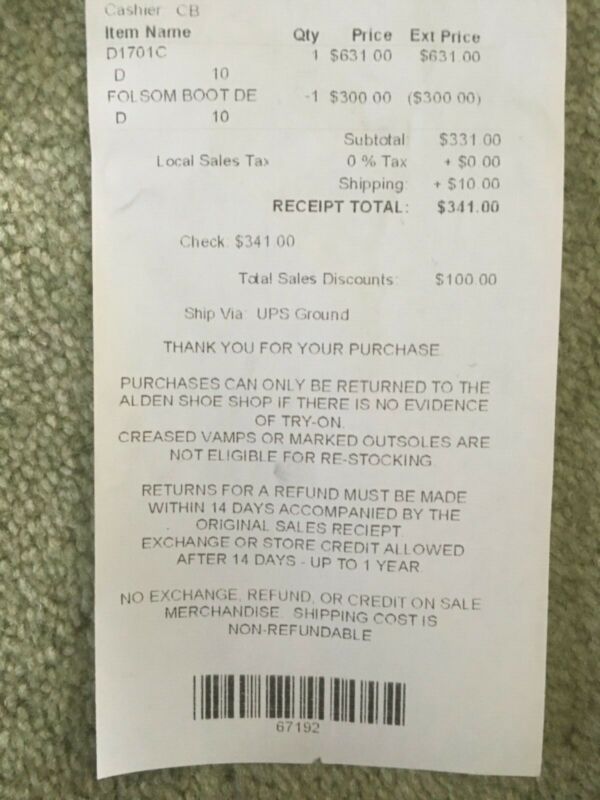 Cashier CB
Item Name Qty Price Ext Price
D1701C 1 $631 00 $631.00
D 10
FOLSOM BOOT DE -1 $300 00 ($300 00)
D 10
Subtotal $331.00
Local Sales Tax 0 % Tax + $0 00
Shipping: + $10 00
RECEIPT TOTAL: $341.00
Check: $341 00
Total Sales Discounts: $100.00
Ship Via UPS Ground
THANK YOU FOR YOUR PURCHASE
PURCHASES CAN ONLY BE RETURNED TO THE
ALDEN SHOE SHOP IF THERE IS NO EVIDENCE
OF TRY-ON.
CREASED VAMPS OR MARKED OUTSOLES ARE
NOT ELIGIBLE FOR RE-STOCKING
RETURNS FOR A REFUND MUST BE MADE
WITHIN 14 DAYS ACCOMPANIED BY THE
ORIGINAL SALES RECIEPT.
EXCHANGE OR STORE CREDIT ALLOWED
AFTER 14 DAYS - UP TO 1 YEAR
NO EXCHANGE, REFUND, OR CREDIT ON SALE
MERCHANDISE. SHIPPING COST IS
NON-REFUNDABLE
67192